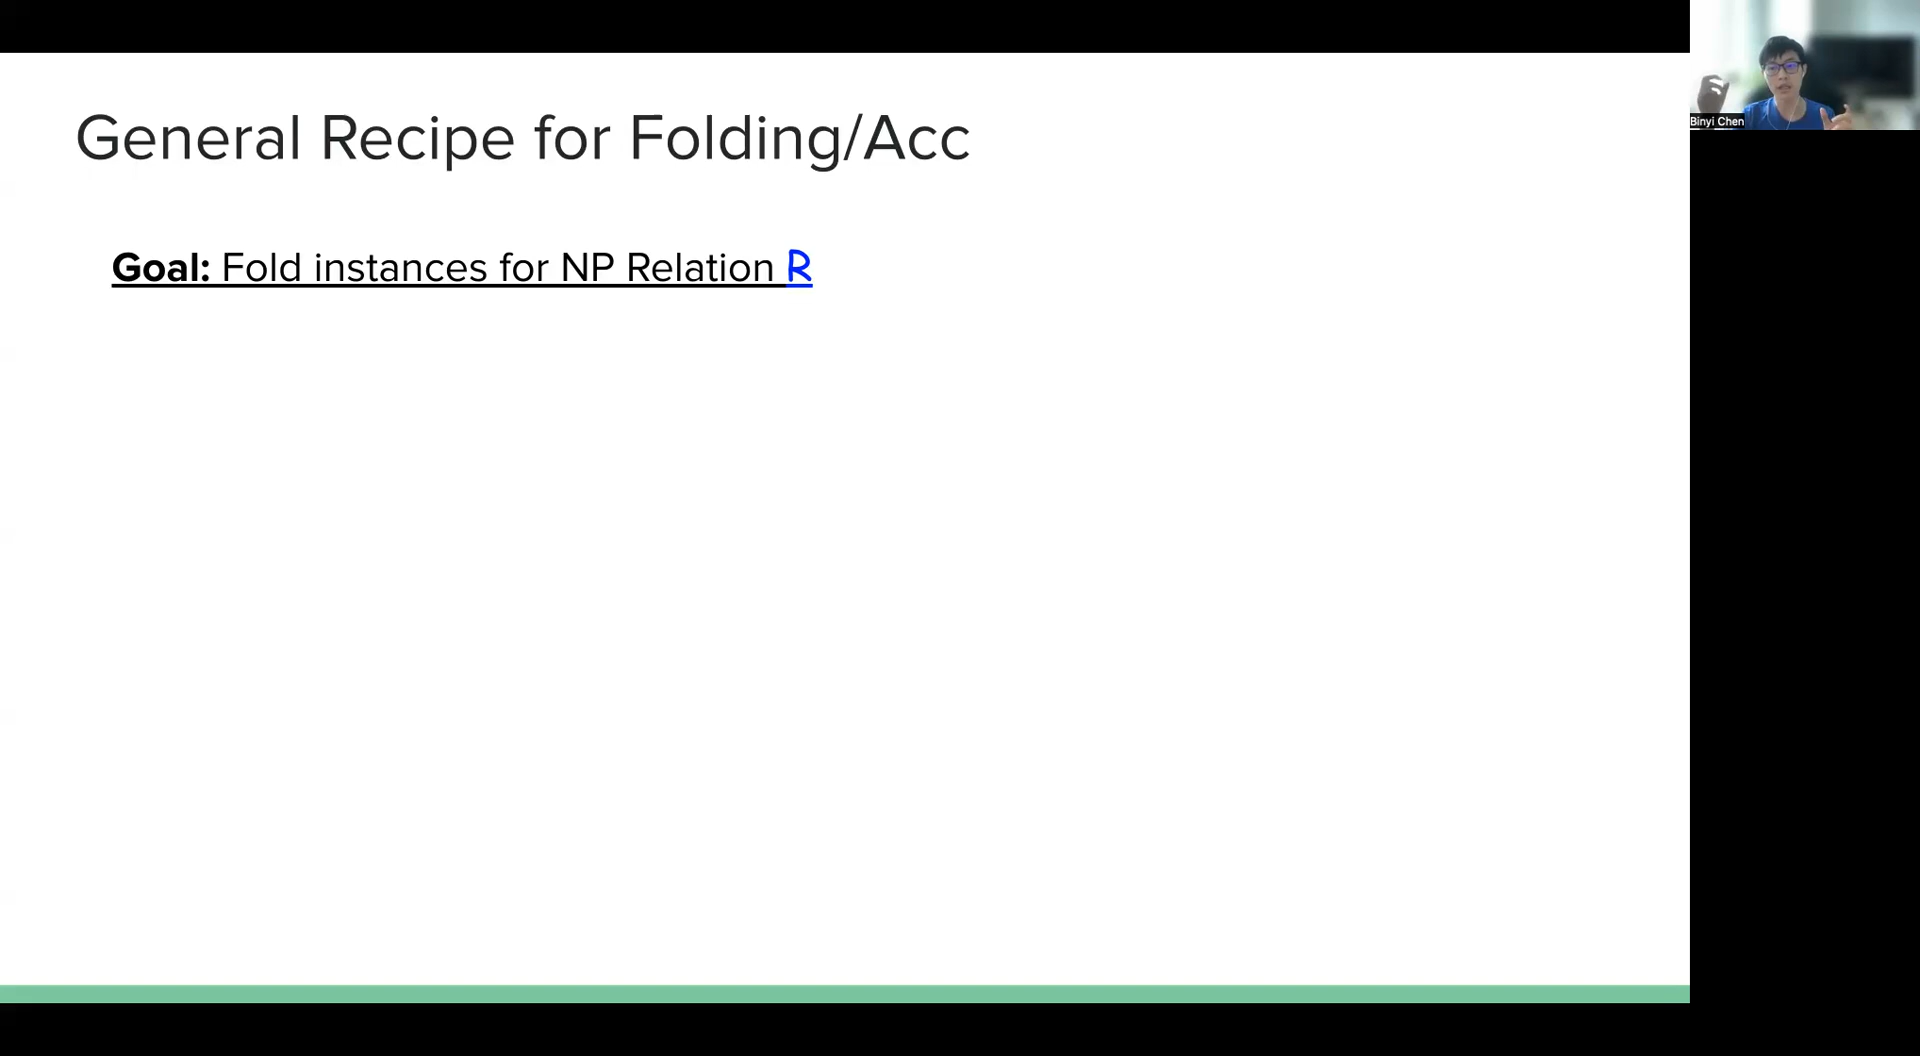 General Recipe for Folding/Acc
Goal: Fold instances for NP Relation R
Binyi Chen